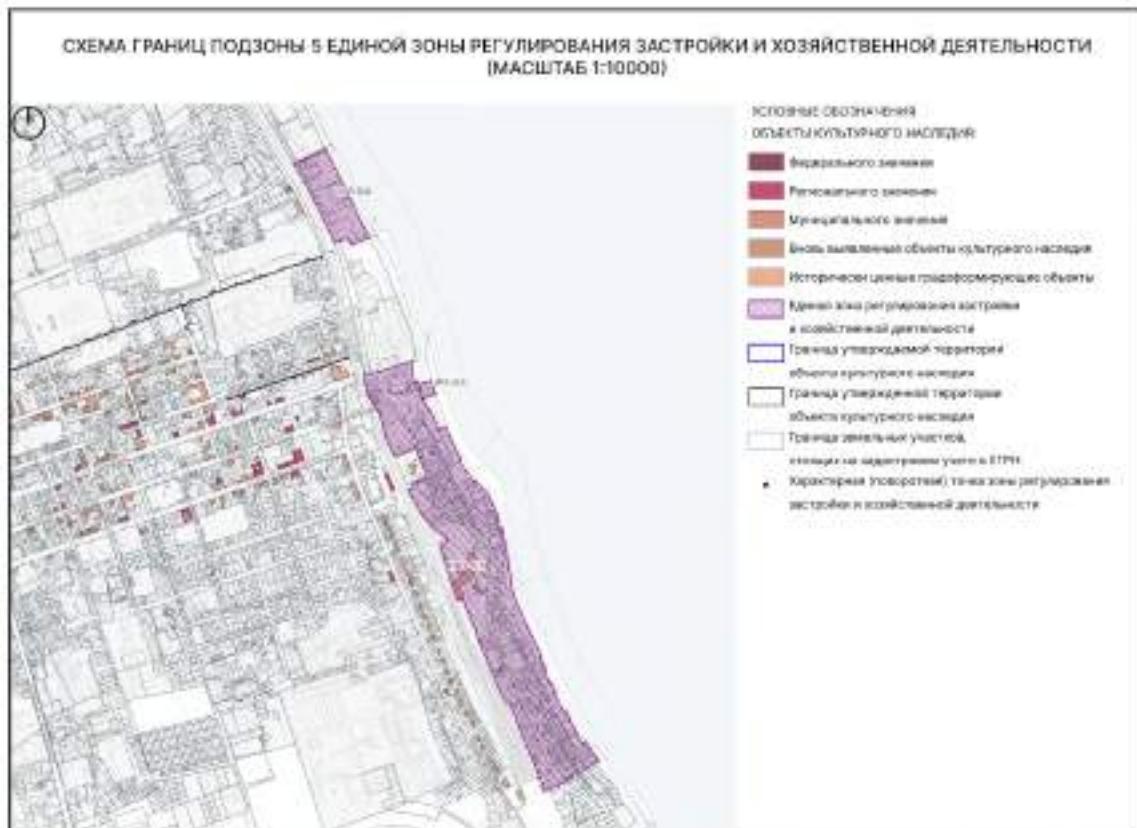 СХЕМА ГРАНИЦ ПОДЗОНЫ 5 ЕДИНОЙ ЗОНЫ РЕГУЛИРОВАНИЯ ЗАСТРОЙКИ И ХОЗЯЙСТВЕННОЙ ДЕЯТЕЛЬНОСТИ
(МАСШТАБ 1:10000)
УСЛОВНЫЕ ОБОЗНАЧЕНИЯ
ОБЪЕКТЫ КУЛЬТУРНОГО НАСЛЕДИЯ
Федерального значения
Регионального значения
Муниципального значения
Вновь выявленные объекты культурного наследия
Исторически ценные градоформирующие объекты
Единая зона регулирования застройки
и хозяйственной деятельности
Граница утверждаемой территории
объекта культурного наследия
Граница утвержденной территории
объекта культурного наследия
Граница земельных участков,
стоящих на кадастровом учете в ЕГРН
Характерная (поворотная) точка зоны регулирования
застройки и хозяйственной деятельности